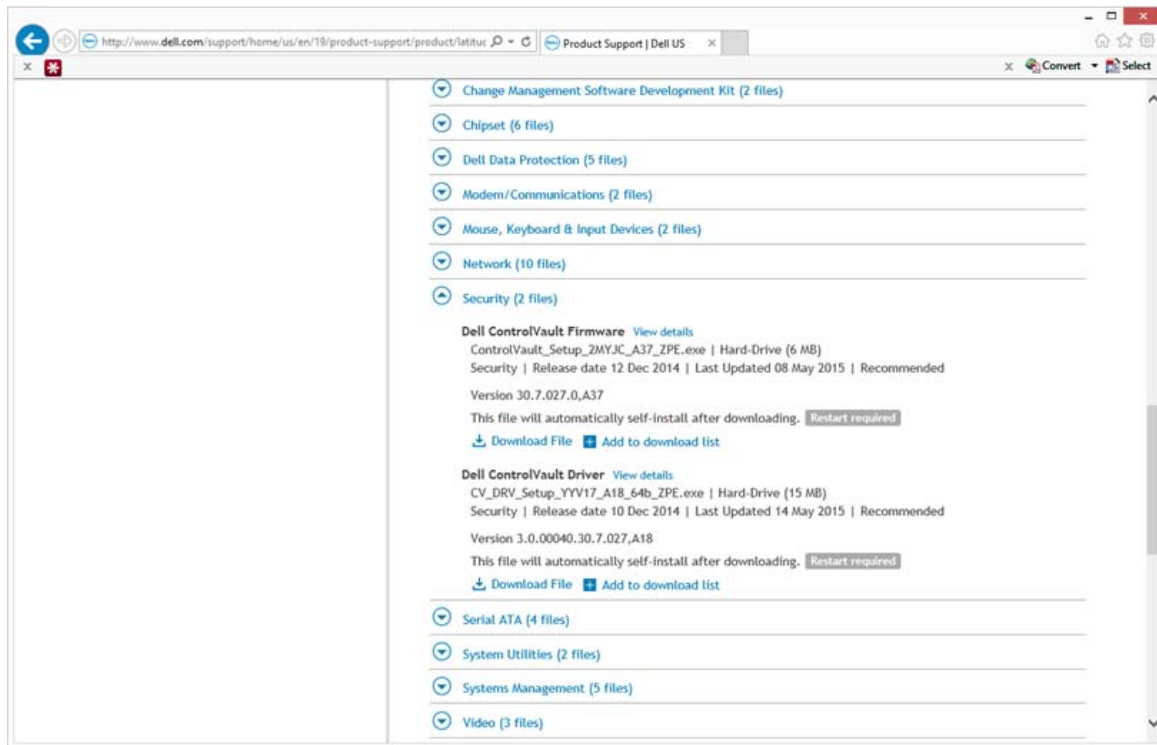 http://www.dell.com/support/home/us/en/19/product-support/product/latituc
Product Support | Dell US
Convert
Select
Change Management Software Development Kit (2 files)
Chipset (6 files)
Dell Data Protection (5 files)
Modem/Communications (2 files)
Mouse, Keyboard & Input Devices (2 files)
Network (10 files)
Security (2 files)
Dell ControlVault Firmware View details
ControlVault_Setup_2MYJC_A37_ZPE.exe | Hard-Drive (6 MB)
Security | Release date 12 Dec 2014 | Last Updated 08 May 2015 | Recommended
Version 30.7.027.0,A37
This file will automatically self-install after downloading. Restart required
Download File Add to download list
Dell ControlVault Driver View details
CV_DRV_Setup_YYV17_A18_64b_ZPE.exe | Hard-Drive (15 MB)
Security | Release date 10 Dec 2014 | Last Updated 14 May 2015 | Recommended
Version 3.0.00040.30.7.027,A18
This file will automatically self-install after downloading. Restart required
Download File Add to download list
Serial ATA (4 files)
System Utilities (2 files)
Systems Management (5 files)
Video (3 files)